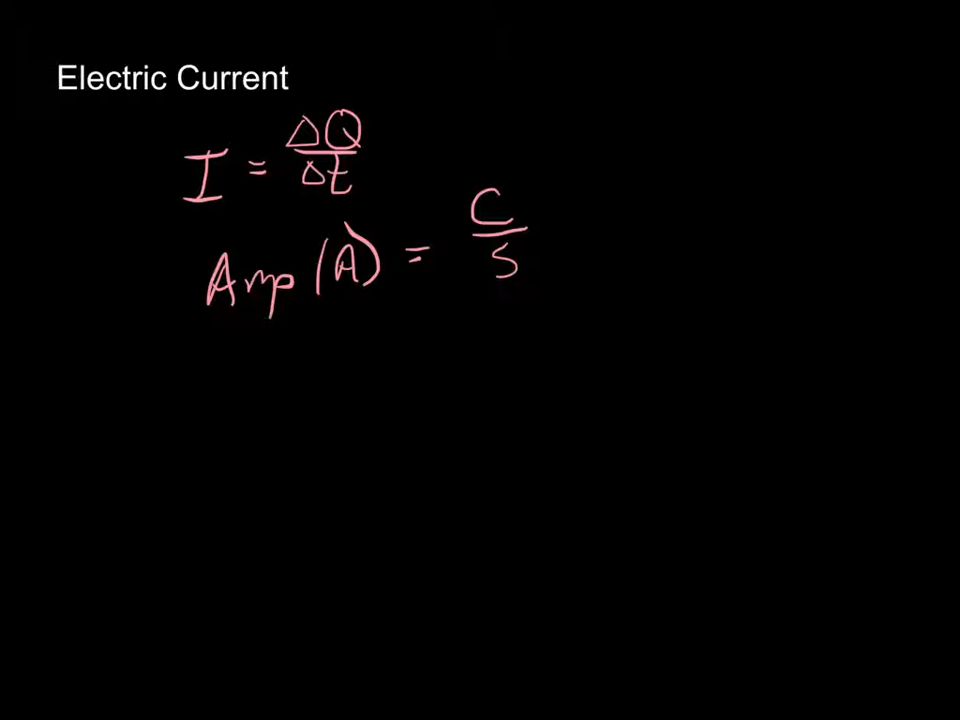 Electric Current
I = ΔQ/Δt
Amp (A) = C/s